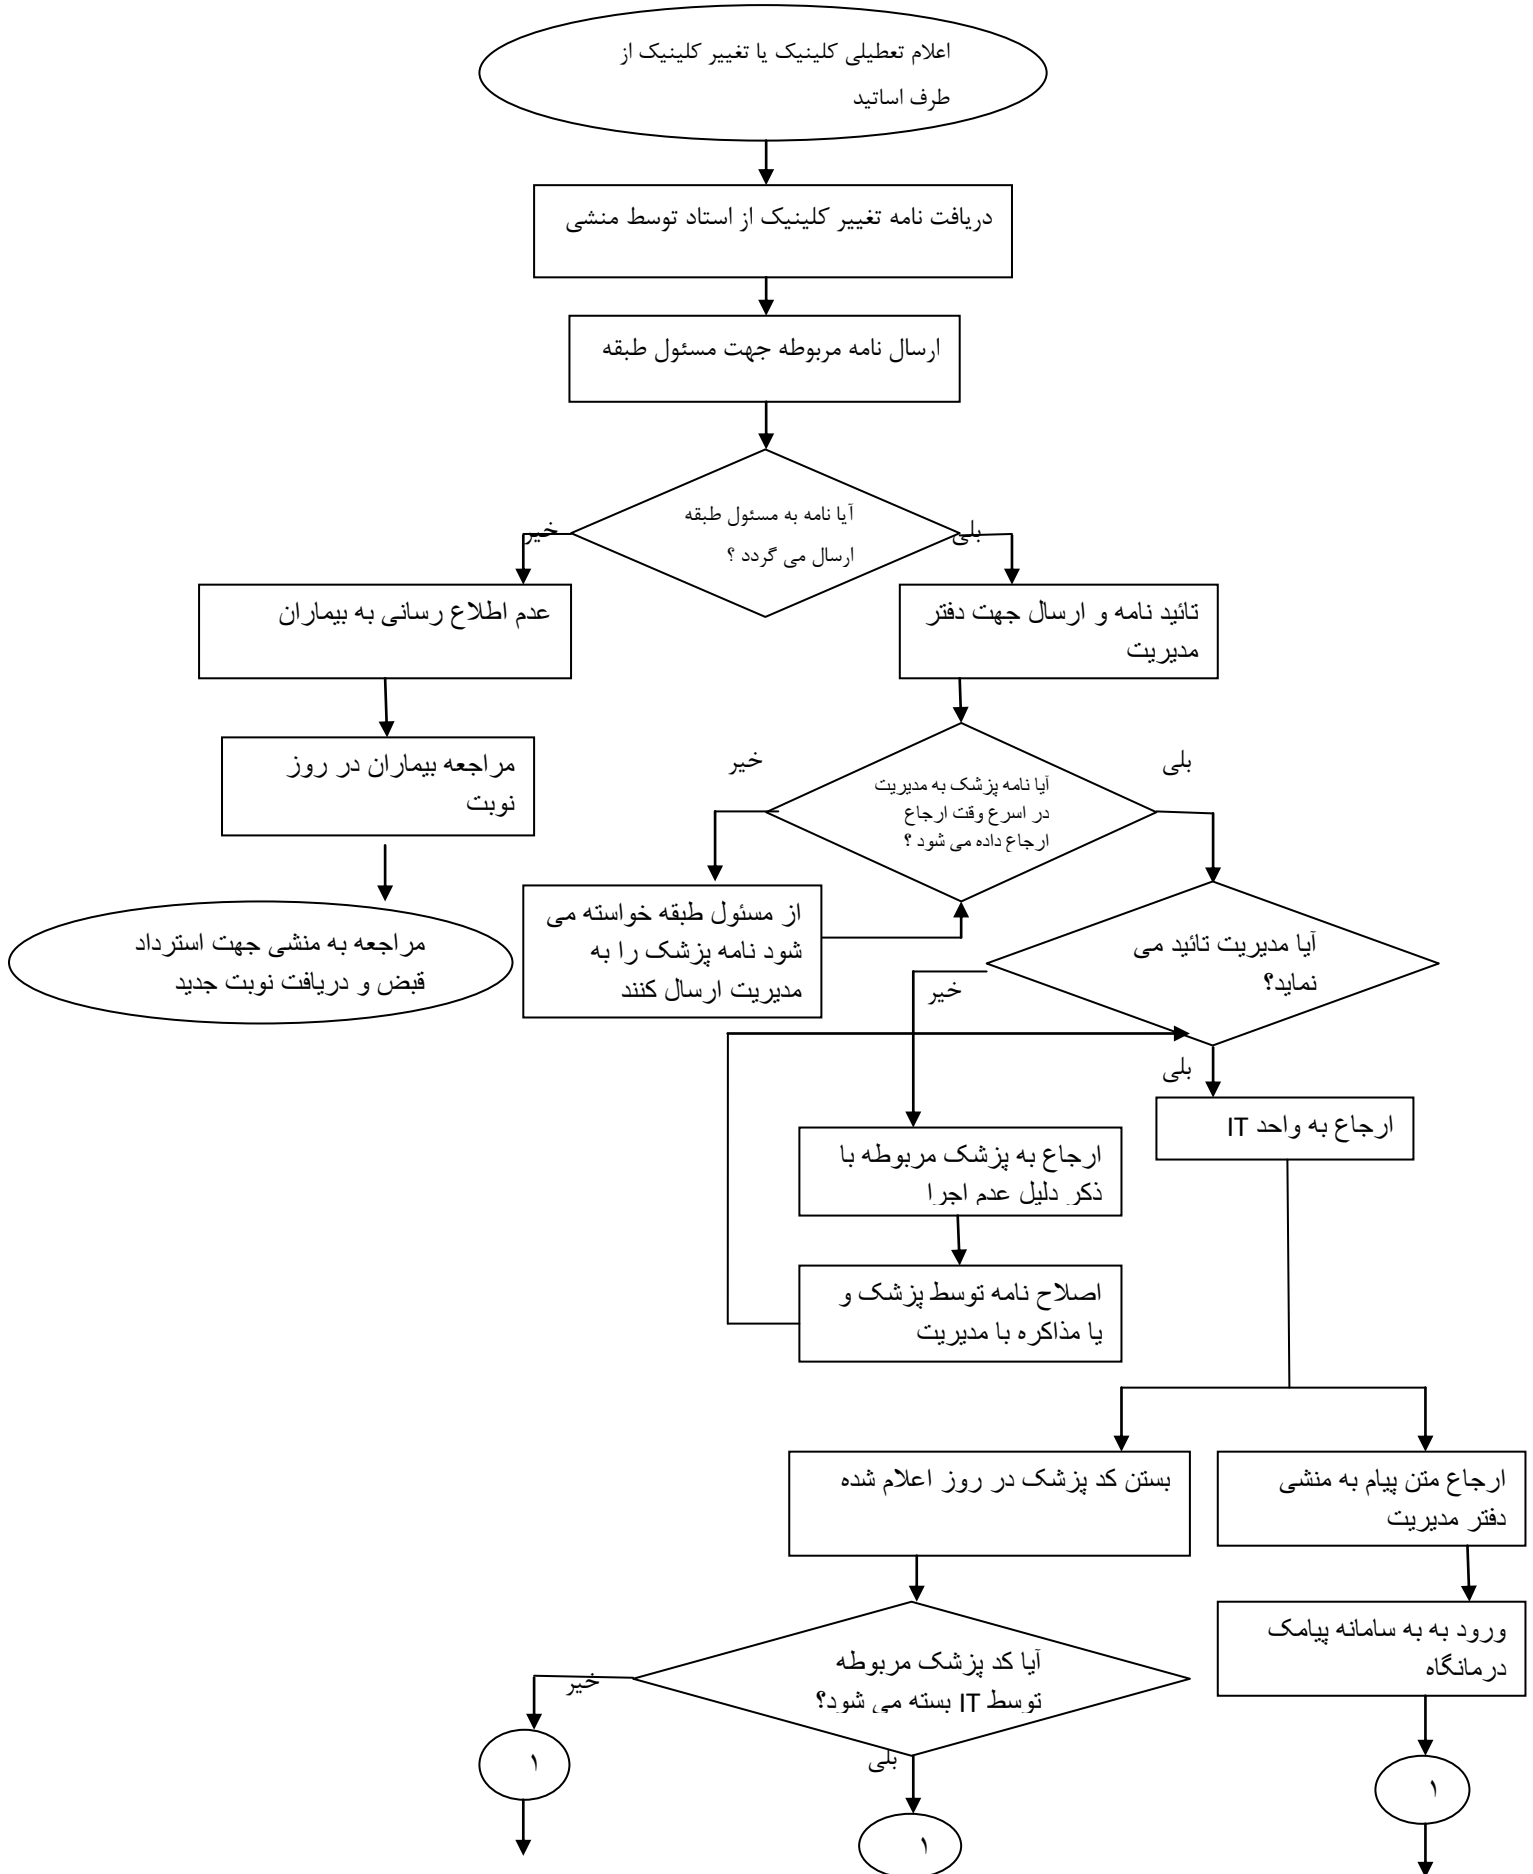 اعلام تعطیلی کلینیک یا تغییر کلینیک از
طرف اساتید
دریافت نامه تغییر کلینیک از استاد توسط منشی
ارسال نامه مربوطه جهت مسئول طبقه
آیا نامه به مسئول طبقه
ارسال می گردد ؟
بلی
خیر
تائید نامه و ارسال جهت دفتر
مدیریت
عدم اطلاع رسانی به بیماران
مراجعه بیماران در روز
نوبت
مراجعه به منشی جهت استرداد
قبض و دریافت نوبت جدید
آیا نامه پزشک به مدیریت
در اسرع وقت ارجاع
ارجاع داده می شود ؟
بلی
خیر
از مسئول طبقه خواسته می
شود نامه پزشک را به
مدیریت ارسال کنند
آیا مدیریت تائید می
نماید؟
خیر
بلی
ارجاع به واحد IT
ارجاع به پزشک مربوطه با
ذکر دلیل عدم اجرا
اصلاح نامه توسط پزشک و
یا مذاکره با مدیریت
ارجاع متن پیام به منشی
دفتر مدیریت
بستن کد پزشک در روز اعلام شده
ورود به به سامانه پیامک
درمانگاه
آیا کد پزشک مربوطه
توسط IT بسته می شود؟
خیر
بلی
۱
۱
۱